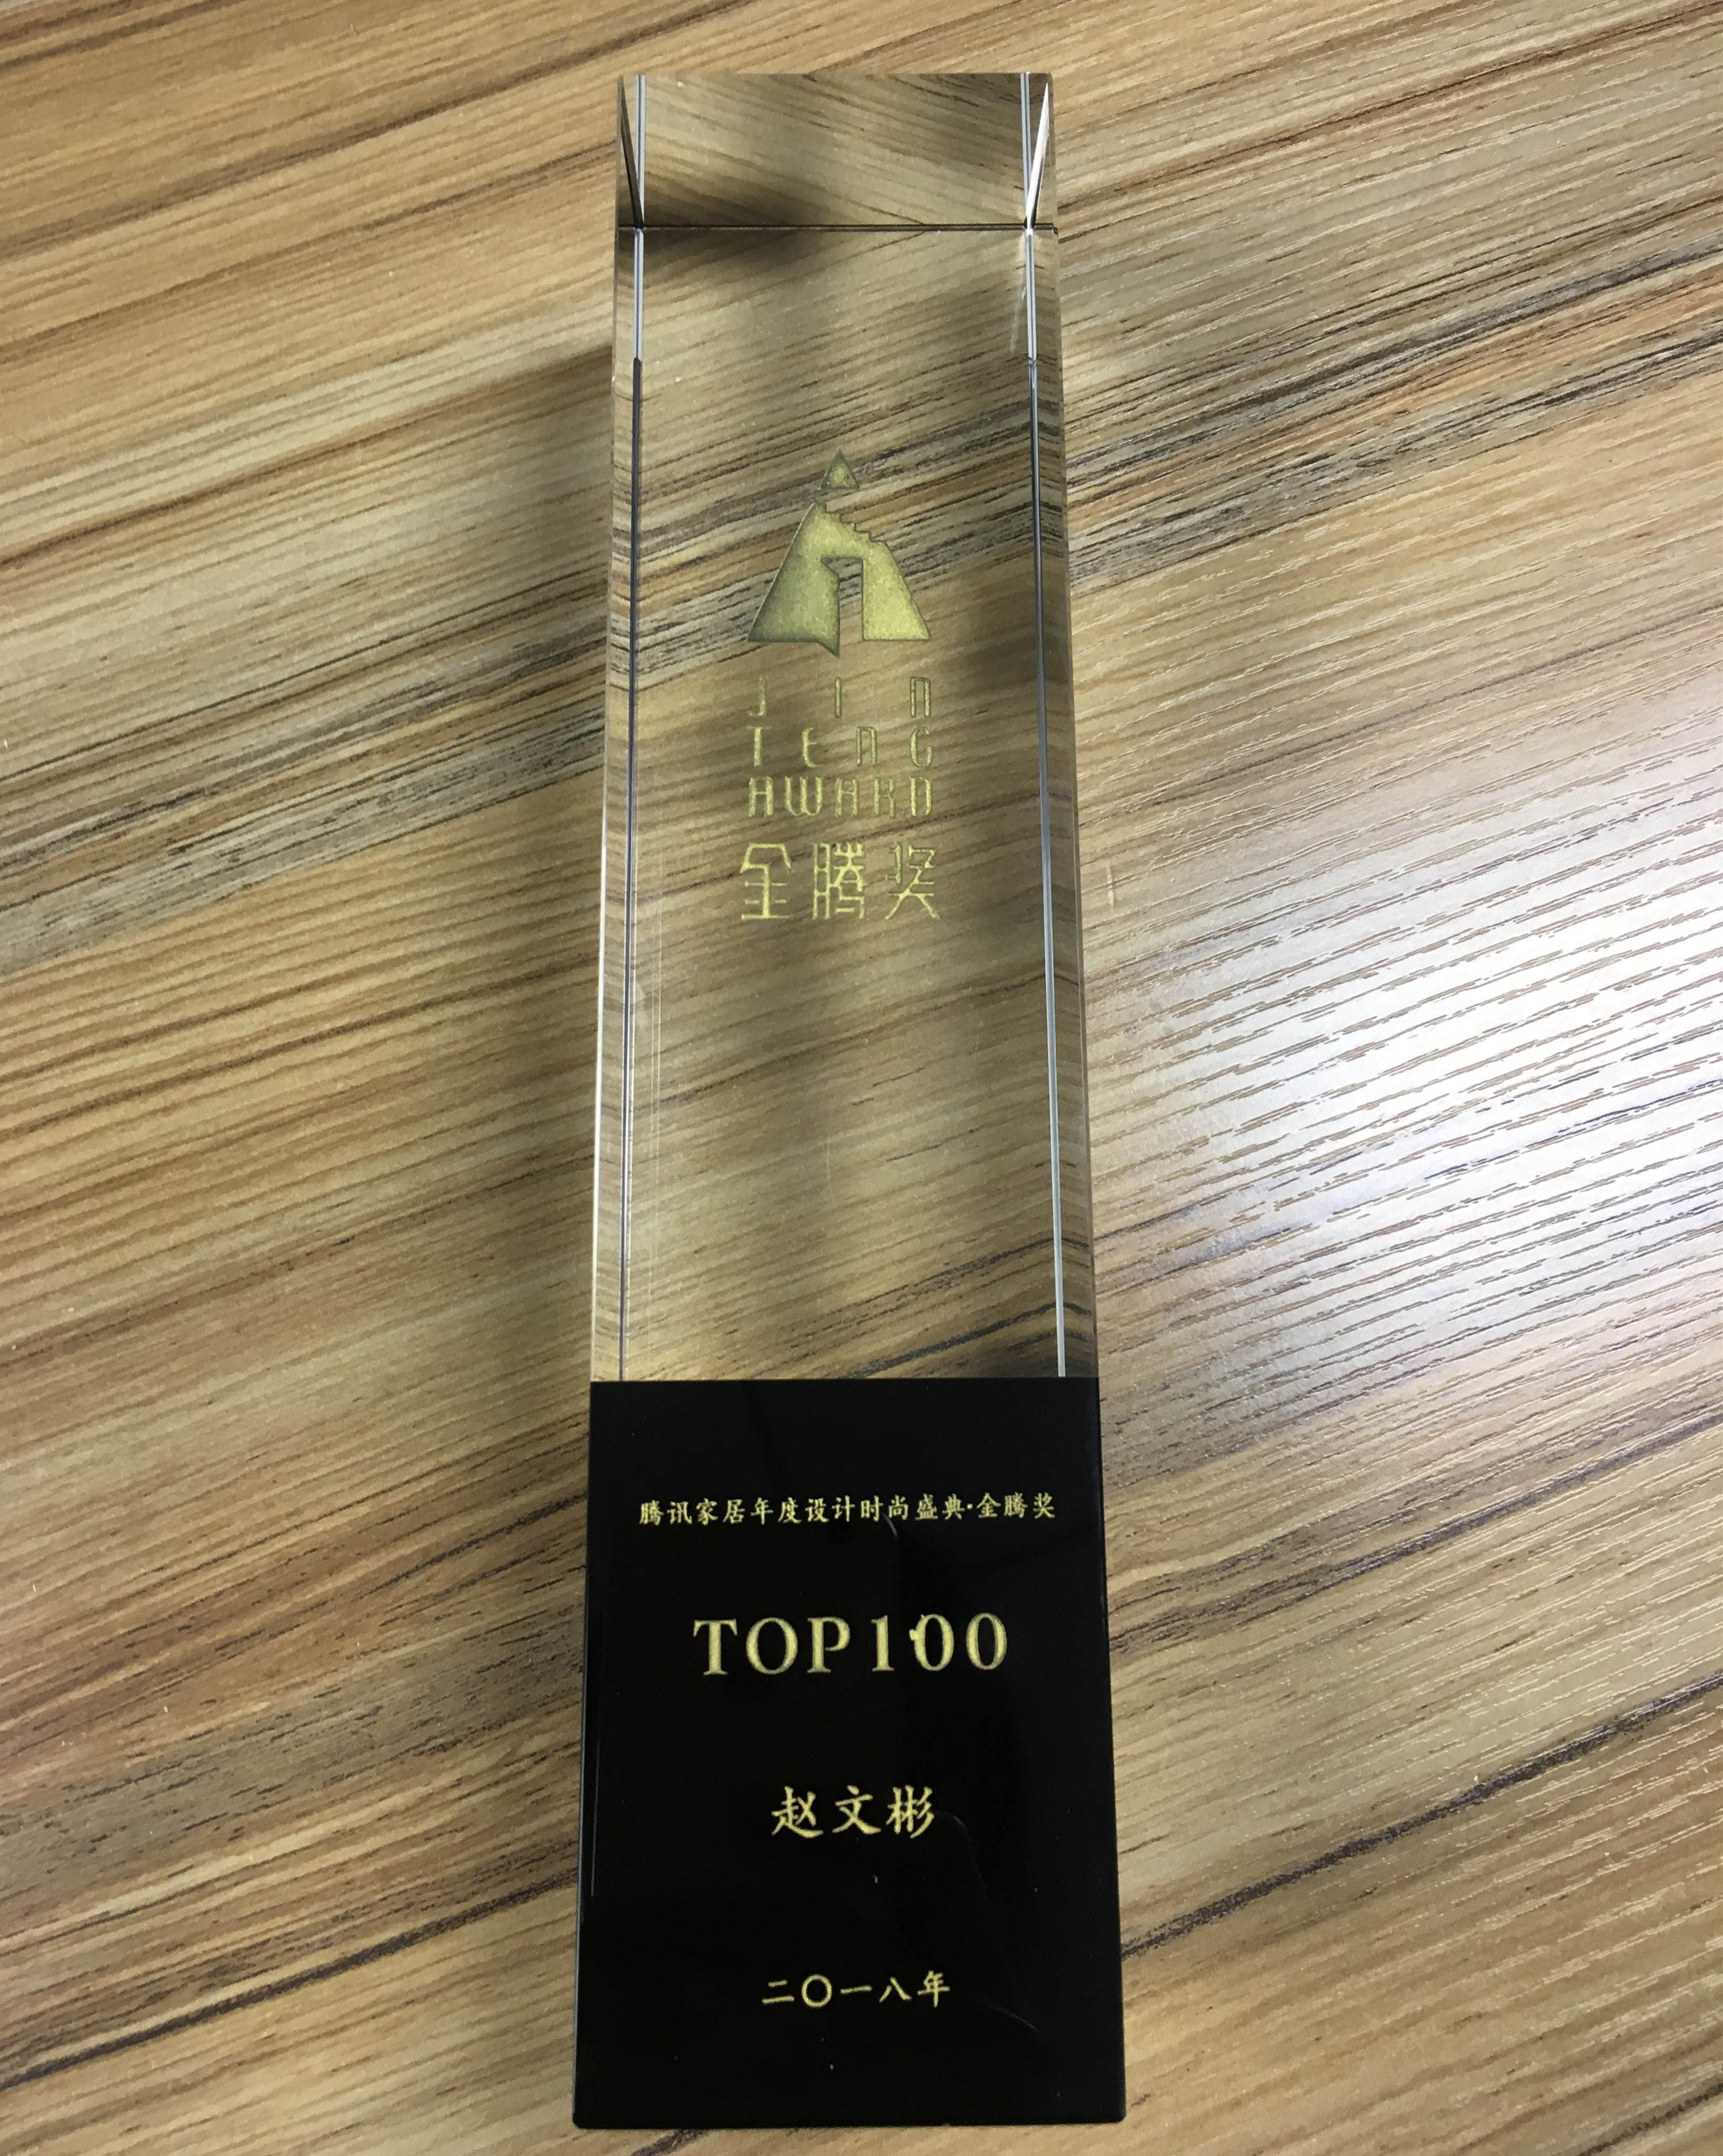 JIN
TENG
AWARD
金腾奖
腾讯家居年度设计时尚盛典·金腾奖
TOP100
赵文彬
二〇一八年